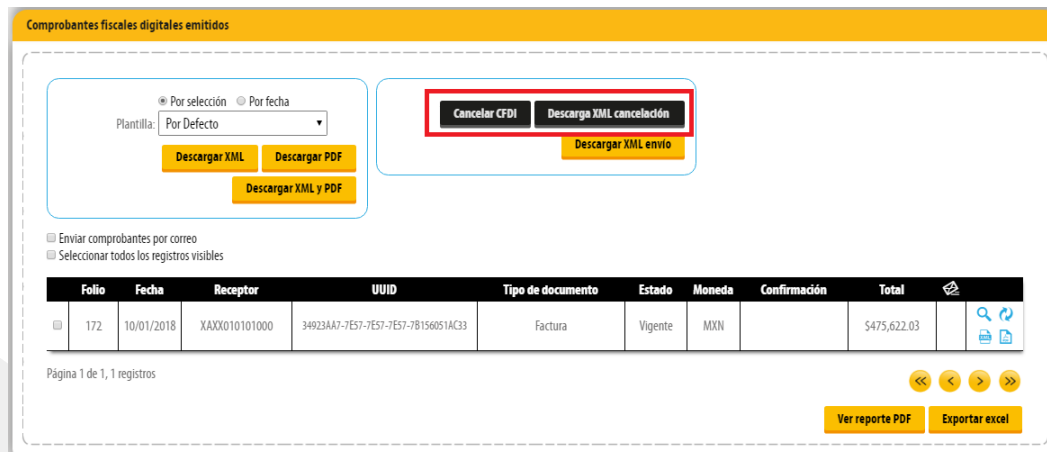 Comprobantes fiscales digitales emitidos
Por selección Por fecha
Plantilla: Por Defecto
Descargar XML Descargar PDF
Descargar XML y PDF
Cancelar CFDI Descarga XML cancelación
Descargar XML envío
Enviar comprobantes por correo
Seleccionar todos los registros visibles
Folio Fecha Receptor UUID Tipo de documento Estado Moneda Confirmación Total
172 10/01/2018 XAXX010101000 34923AA7-7E57-7E57-7E57-7B156051AC33 Factura Vigente MXN $475,622.03
Página 1 de 1, 1 registros
Ver reporte PDF Exportar excel